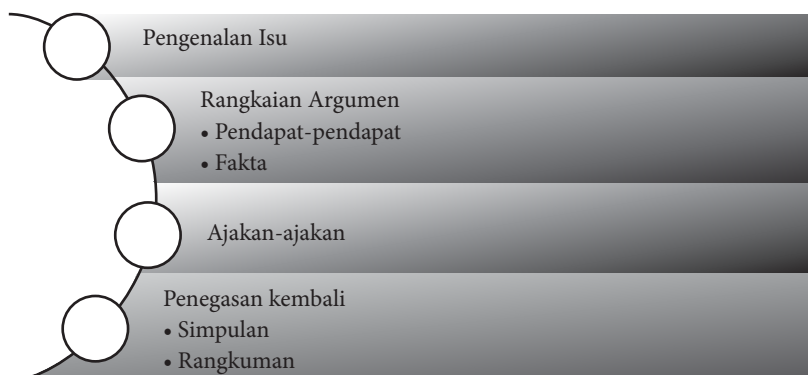 Pengenalan Isu
Rangkaian Argumen
• Pendapat-pendapat
• Fakta
Ajakan-ajakan
Penegasan kembali
• Simpulan
• Rangkuman